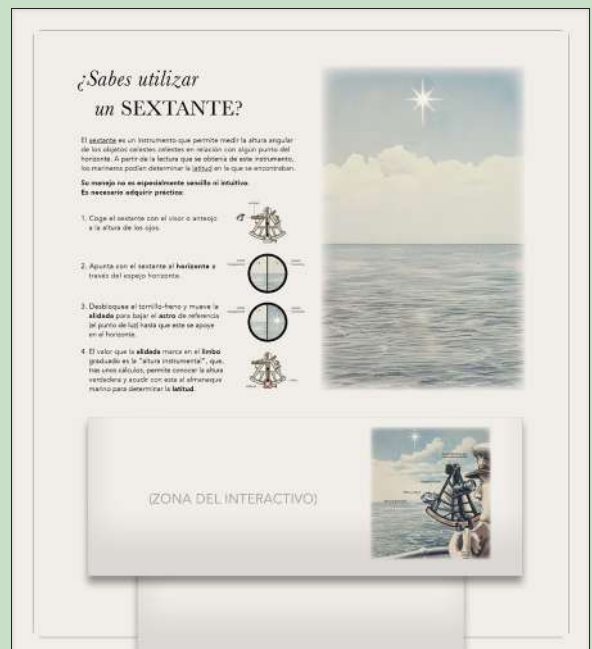 ¿Sabes utilizar
un SEXTANTE?
El sextante es un instrumento que permite medir la altura angular
de los objetos celestes celestes en relación con algún punto del
horizonte. A partir de la lectura que se obtenía de este instrumento,
los marineros podían determinar la latitud en la que se encontraban.
Su manejo no es especialmente sencillo ni intuitivo.
Es necesario adquirir práctica:
1. Coge el sextante con el visor o anteojo
a la altura de los ojos.
2. Apunta con el sextante al horizonte a
través del espejo horizonte.
3. Desbloquea el tornillo-freno y mueve la
alidada para bajar el astro de referencia
(el punto de luz) hasta que este se apoye
en el horizonte.
4. El valor que la alidada marca en el limbo
graduado es la "altura instrumental", que,
tras unos cálculos, permite conocer la altura
verdadera y acudir con esta al almanaque
marino para determinar la latitud.
(ZONA DEL INTERACTIVO)